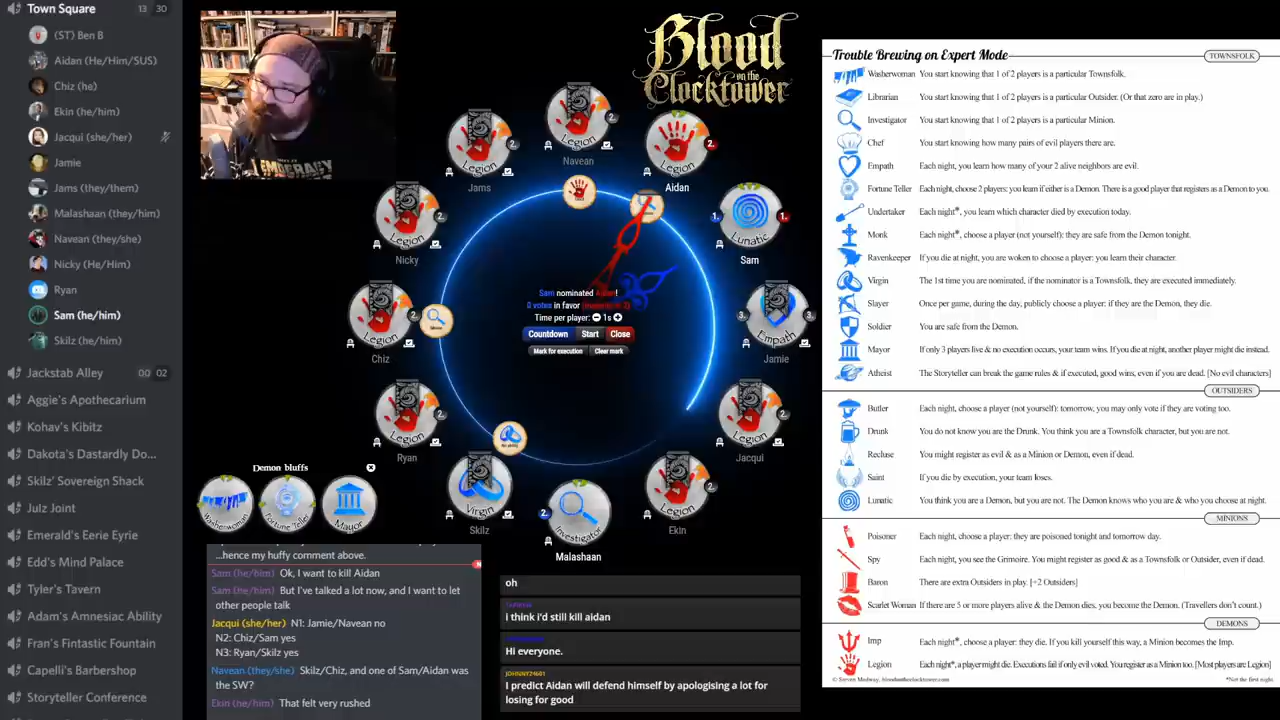 Town Square
13 30
(ST) Ben B
Aidan (He/Him/SUS)
Chiz (he)
Ekin (he/him)
Jacqui (she/her)
Jamie
Jams (they/them)
Malashaan (they/him)
Navean (they/she)
Nicky (He/Him)
Ryan
Sam (he/him)
Skilz (he/him)
Jackstab Alley
00 02
Aggie's Apothecarium
Kohav's Kibitz
Dakota's Dastardly Do...
Skilz' Sovereign Shack
Julz Joint
Emerald's Eerie Eyrie
Edd's Mind Palace
Tyler's Tavern
Adam's Amnesiac Ability
Fran's Fearful Fountain
Capelli's Barbershop
Storyteller Conference
Blood
on the
Clocktower
Legion
Navean
Legion
Aidan
Lunatic
Sam
Empath
Jamie
Legion
Jacqui
Legion
Ekin
Investigator
Malashaan
Virgin
Skilz
Legion
Ryan
Legion
Chiz
Legion
Nicky
Legion
Jams
Sam nominated Aidan!
0 votes in favor
Time per player: 1s
Countdown
Start
Close
Mark for execution
Clear mark
Demon bluffs
Washerwoman
Fortune Teller
Mayor
...hence my huffy comment above.
Sam (he/him) Ok, I want to kill Aidan
Sam (he/him) But I've talked a lot now, and I want to let
other people talk
Jacqui (she/her) N1: Jamie/Navean no
N2: Chiz/Sam yes
N3: Ryan/Skilz yes
Navean (they/she) Skilz/Chiz, and one of Sam/Aidan was
the SW?
Ekin (he/him) That felt very rushed
oh
i think i'd still kill aidan
Hi everyone.
I predict Aidan will defend himself by apologising a lot for
losing for good
Trouble Brewing on Expert Mode
TOWNSFOLK
Washerwoman You start knowing that 1 of 2 players is a particular Townsfolk.
Librarian You start knowing that 1 of 2 players is a particular Outsider. (Or that zero are in play.)
Investigator You start knowing that 1 of 2 players is a particular Minion.
Chef You start knowing how many pairs of evil players there are.
Empath Each night, you learn how many of your 2 alive neighbors are evil.
Fortune Teller Each night, choose 2 players: you learn if either is a Demon. There is a good player that registers as a Demon to you.
Undertaker Each night*, you learn which character died by execution today.
Monk Each night*, choose a player (not yourself): they are safe from the Demon tonight.
Ravenkeeper If you die at night, you are woken to choose a player: you learn their character.
Virgin The 1st time you are nominated, if the nominator is a Townsfolk, they are executed immediately.
Slayer Once per game, during the day, publicly choose a player: if they are the Demon, they die.
Soldier You are safe from the Demon.
Mayor If only 3 players live & no execution occurs, your team wins. If you die at night, another player might die instead.
Atheist The Storyteller can break the game rules & if executed, good wins, even if you are dead. [No evil characters]
OUTSIDERS
Butler Each night, choose a player (not yourself): tomorrow, you may only vote if they are voting too.
Drunk You do not know you are the Drunk. You think you are a Townsfolk character, but you are not.
Recluse You might register as evil & as a Minion or Demon, even if dead.
Saint If you die by execution, your team loses.
Lunatic You think you are a Demon, but you are not. The Demon knows who you are & who you choose at night.
MINIONS
Poisoner Each night, choose a player: they are poisoned tonight and tomorrow day.
Spy Each night, you see the Grimoire. You might register as good & as a Townsfolk or Outsider, even if dead.
Baron There are extra Outsiders in play. [+2 Outsiders]
Scarlet Woman If there are 5 or more players alive & the Demon dies, you become the Demon. (Travellers don't count.)
DEMONS
Imp Each night*, choose a player: they die. If you kill yourself this way, a Minion becomes the Imp.
Legion Each night*, a player might die. Executions fail if only evil voted. You register as a Minion too. [Most players are Legion]
© Steven Medway, bloodontheclocktower.com
*Not the first night